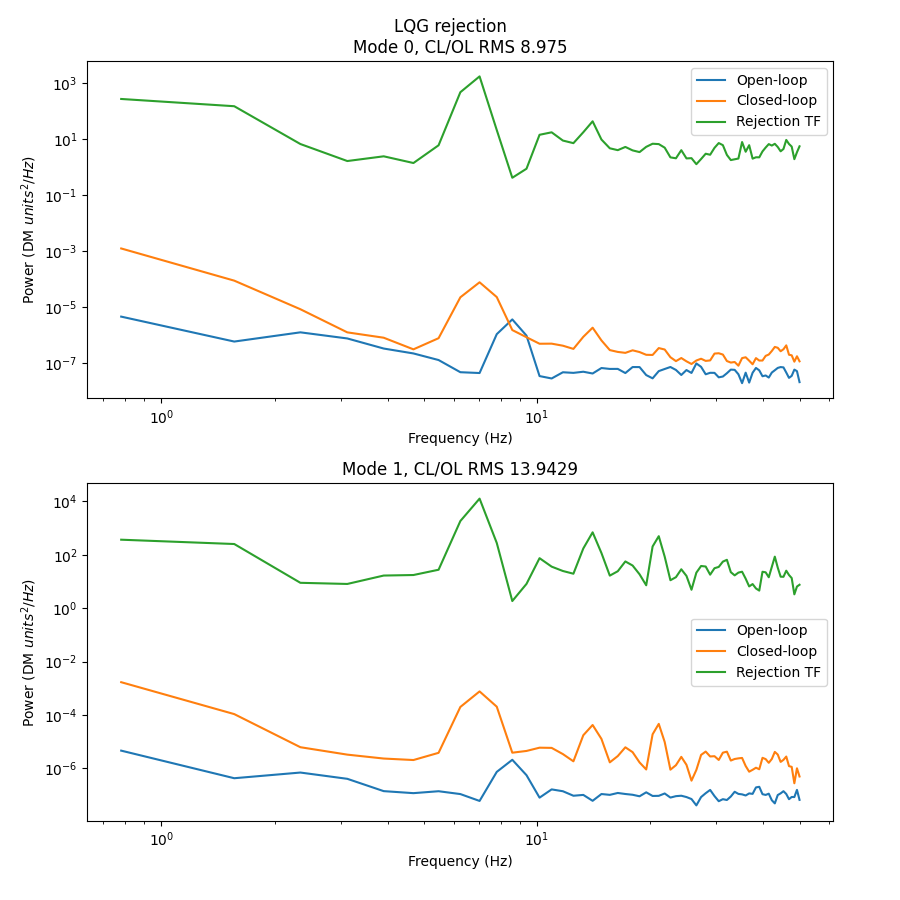 LQG rejection
Mode 0, CL/OL RMS 8.975
Power (DM units²/Hz)
10³
10¹
10⁻¹
10⁻³
10⁻⁵
10⁻⁷
Open-loop
Closed-loop
Rejection TF
10⁰
10¹
Frequency (Hz)
Mode 1, CL/OL RMS 13.9429
Power (DM units²/Hz)
10⁴
10²
10⁰
10⁻²
10⁻⁴
10⁻⁶
Open-loop
Closed-loop
Rejection TF
10⁰
10¹
Frequency (Hz)